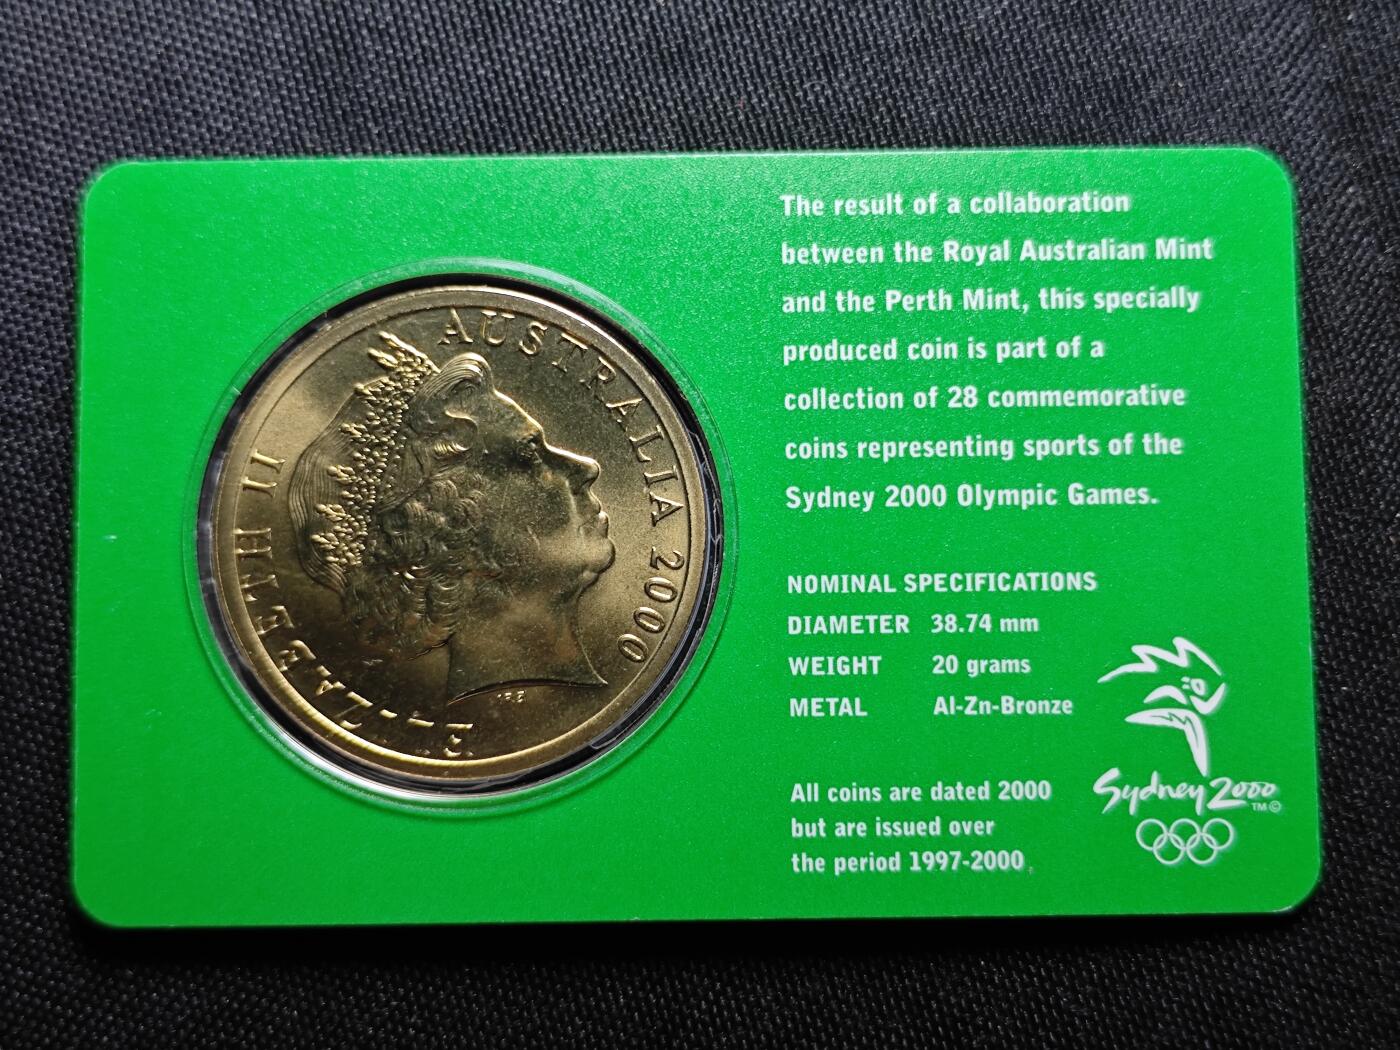 ELIZABETH II AUSTRALIA 2000
IRB
The result of a collaboration
between the Royal Australian Mint
and the Perth Mint, this specially
produced coin is part of a
collection of 28 commemorative
coins representing sports of the
Sydney 2000 Olympic Games.
NOMINAL SPECIFICATIONS
DIAMETER 38.74 mm
WEIGHT 20 grams
METAL Al-Zn-Bronze
All coins are dated 2000
but are issued over
the period 1997-2000.
Sydney 2000
TM ©